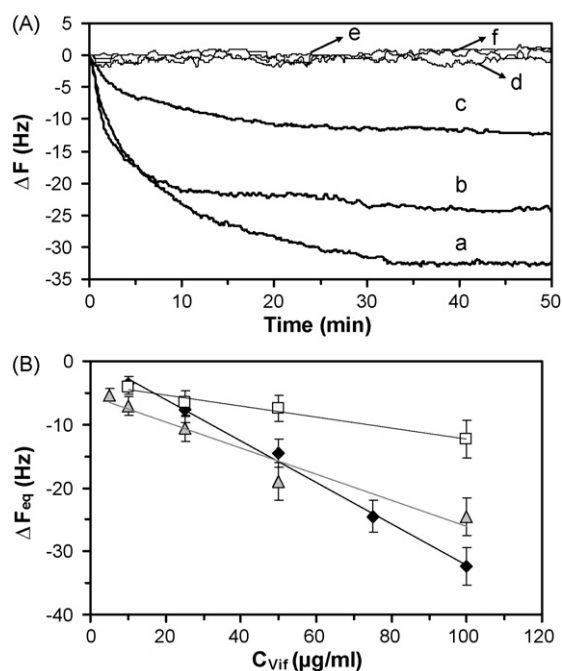 (A)
5
0
-5
-10
-15
-20
-25
-30
-35
ΔF (Hz)
e
f
d
c
b
a
0 10 20 30 40 50
Time (min)
(B)
0
-10
-20
-30
-40
ΔFeq (Hz)
0 20 40 60 80 100 120
CVif (µg/ml)